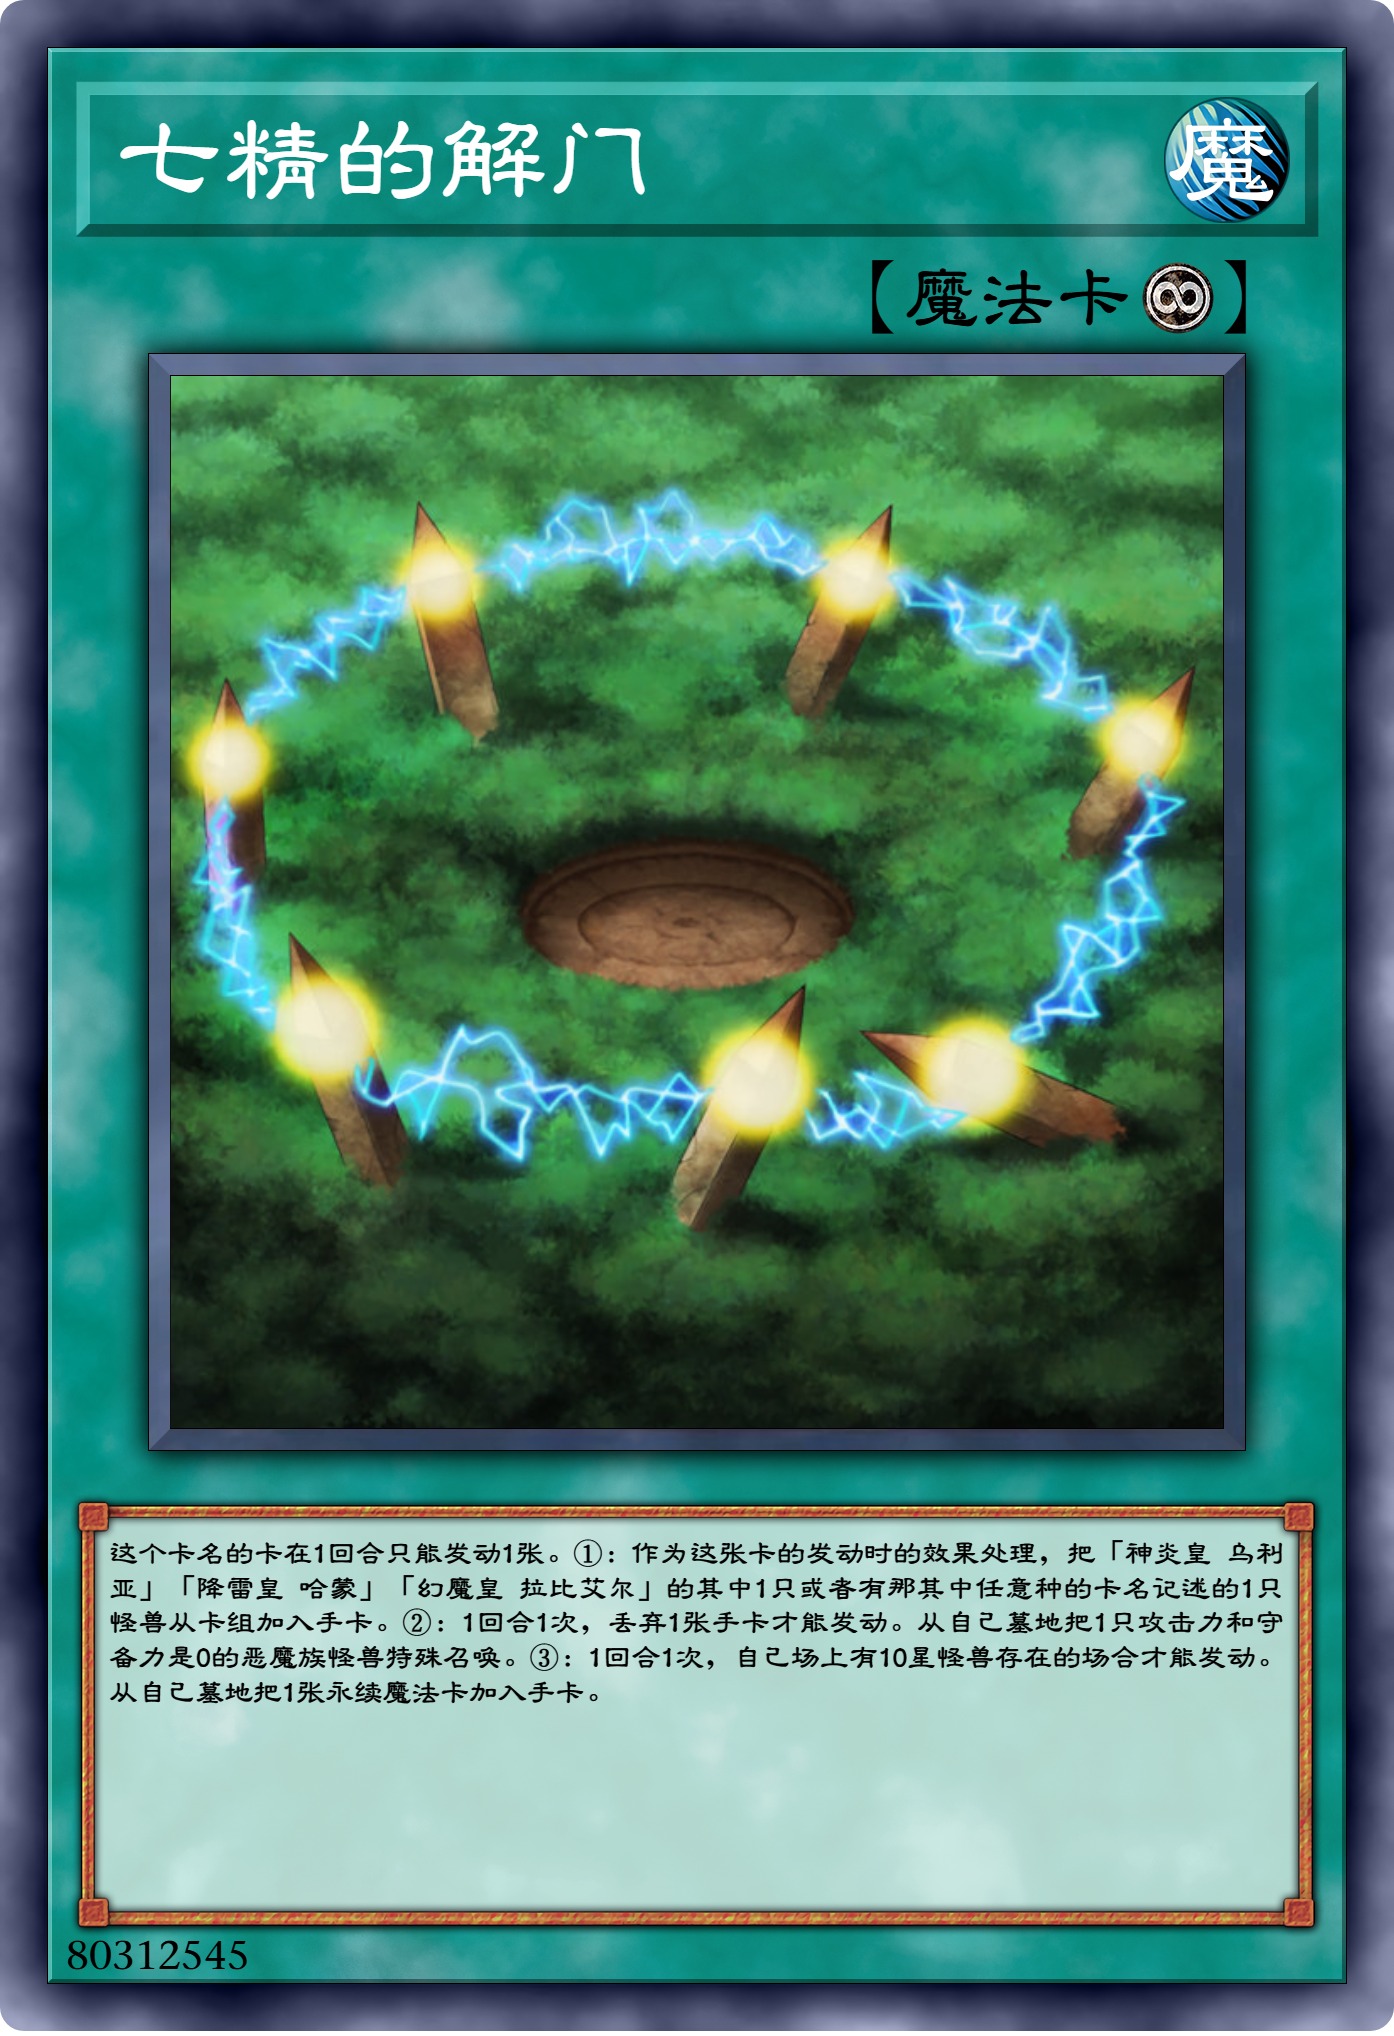 七精的解门
魔
【魔法卡】
这个卡名的卡在1回合只能发动1张。①：作为这张卡的发动时的效果处理，把「神炎皇 乌利
亚」「降雷皇 哈蒙」「幻魔皇 拉比艾尔」的其中1只或者有那其中任意种的卡名记述的1只
怪兽从卡组加入手卡。②：1回合1次，丢弃1张手卡才能发动。从自己墓地把1只攻击力和守
备力是0的恶魔族怪兽特殊召唤。③：1回合1次，自己场上有10星怪兽存在的场合才能发动。
从自己墓地把1张永续魔法卡加入手卡。
80312545